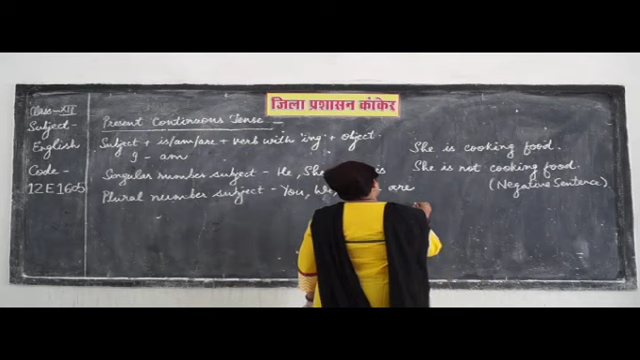 जिला प्रशासन कांकेर
Class - XII
Subject -
English
Code -
12E1605
Present Continuous Tense -
Subject + is/am/are + verb with 'ing' + object.
I - am
Singular number subject - He, She is
Plural number subject - You, We are
She is cooking food.
She is not cooking food.
(Negative Sentence)